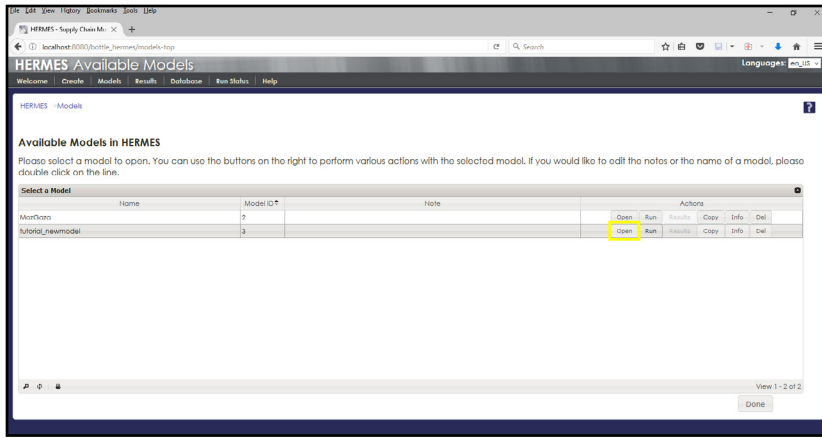 File Edit View History Bookmarks Tools Help
HERMES - Supply Chain Mo
localhost:8080/bottle_hermes/models-top
Search
HERMES Available Models
Languages: en_US
Welcome Create Models Results Database Run Status Help
HERMES Models
?
Available Models in HERMES
Please select a model to open. You can use the buttons on the right to perform various actions with the selected model. If you would like to edit the notes or the name of a model, please
double click on the line.
Select a Model
Name Model ID Note Actions
MozGaza 2 Open Run Results Copy Info Del
tutorial_newmodel 3 Open Run Results Copy Info Del
View 1 - 2 of 2
Done